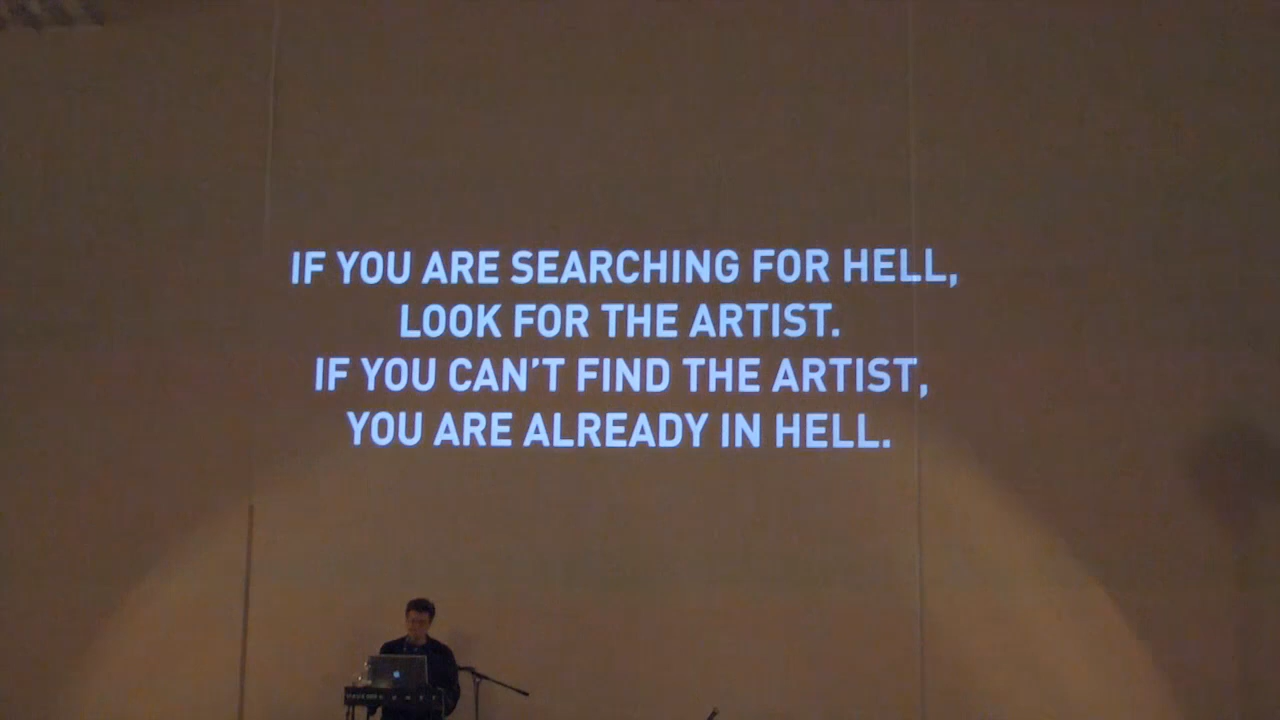 IF YOU ARE SEARCHING FOR HELL,
LOOK FOR THE ARTIST.
IF YOU CAN'T FIND THE ARTIST,
YOU ARE ALREADY IN HELL.